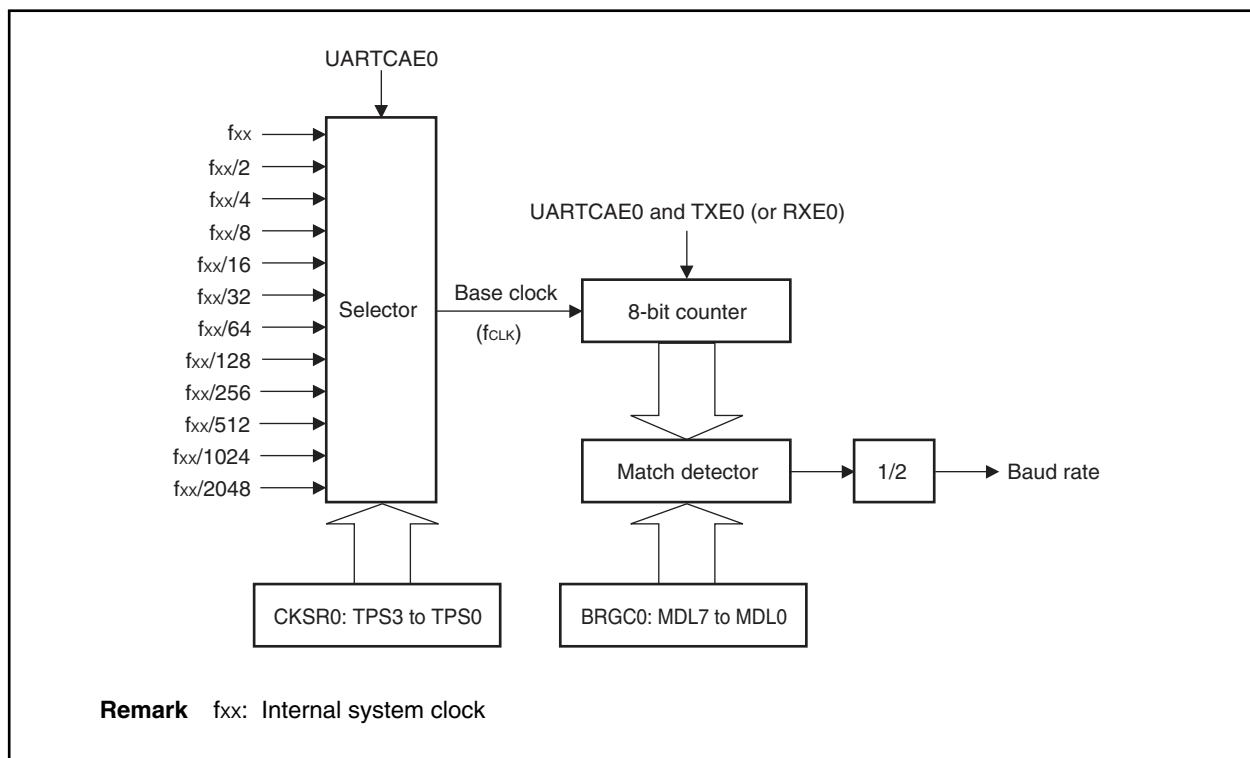 UARTCAE0
fxx
fxx/2
fxx/4
fxx/8
fxx/16
fxx/32
fxx/64
fxx/128
fxx/256
fxx/512
fxx/1024
fxx/2048
Selector
CKSR0: TPS3 to TPS0
Base clock
(fCLK)
UARTCAE0 and TXE0 (or RXE0)
8-bit counter
Match detector
1/2
Baud rate
BRGC0: MDL7 to MDL0
Remark fxx: Internal system clock